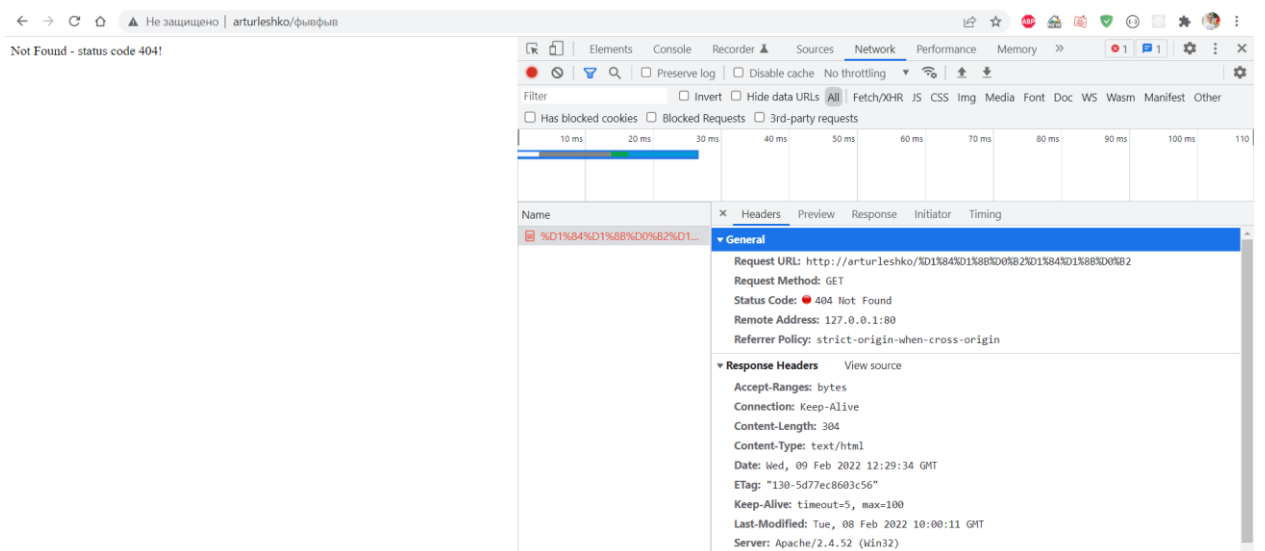 Не защищено | arturleshko/фывфыв
Not Found - status code 404!
Elements Console Recorder Sources Network Performance Memory » 1 1
Preserve log Disable cache No throttling
Filter Invert Hide data URLs All Fetch/XHR JS CSS Img Media Font Doc WS Wasm Manifest Other
Has blocked cookies Blocked Requests 3rd-party requests
10 ms 20 ms 30 ms 40 ms 50 ms 60 ms 70 ms 80 ms 90 ms 100 ms 110
Name
%D1%84%D1%8B%D0%B2%D1...
× Headers Preview Response Initiator Timing
General
Request URL: http://arturleshko/%D1%84%D1%8B%D0%B2%D1%84%D1%8B%D0%B2
Request Method: GET
Status Code: 404 Not Found
Remote Address: 127.0.0.1:80
Referrer Policy: strict-origin-when-cross-origin
Response Headers View source
Accept-Ranges: bytes
Connection: Keep-Alive
Content-Length: 304
Content-Type: text/html
Date: Wed, 09 Feb 2022 12:29:34 GMT
ETag: "130-5d77ec8603c56"
Keep-Alive: timeout=5, max=100
Last-Modified: Tue, 08 Feb 2022 10:00:11 GMT
Server: Apache/2.4.52 (Win32)